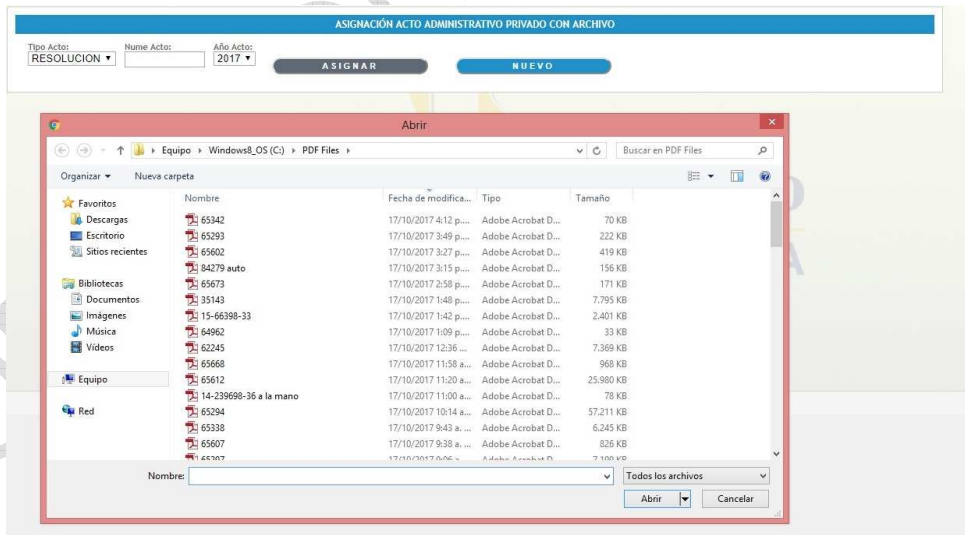 ASIGNACIÓN ACTO ADMINISTRATIVO PRIVADO CON ARCHIVO
Tipo Acto: Nume Acto: Año Acto:
RESOLUCION 2017
ASIGNAR NUEVO
Abrir
Equipo Windows8_OS (C:) PDF Files Buscar en PDF Files
Organizar Nueva carpeta
Nombre Fecha de modifica... Tipo Tamaño
Favoritos
Descargas 65342 17/10/2017 4:12 p.... Adobe Acrobat D... 70 KB
Escritorio 65293 17/10/2017 3:49 p.... Adobe Acrobat D... 222 KB
Sitios recientes 65602 17/10/2017 3:27 p.... Adobe Acrobat D... 419 KB
84279 auto 17/10/2017 3:15 p.... Adobe Acrobat D... 156 KB
Bibliotecas 65673 17/10/2017 2:58 p.... Adobe Acrobat D... 171 KB
Documentos 35143 17/10/2017 1:48 p.... Adobe Acrobat D... 7.795 KB
Imágenes 15-66398-33 17/10/2017 1:42 p.... Adobe Acrobat D... 2.401 KB
Música 64962 17/10/2017 1:09 p.... Adobe Acrobat D... 33 KB
Vídeos 62245 17/10/2017 12:36 ... Adobe Acrobat D... 7.369 KB
65668 17/10/2017 11:58 a... Adobe Acrobat D... 968 KB
Equipo 65612 17/10/2017 11:20 a... Adobe Acrobat D... 25.980 KB
14-239698-36 a la mano 17/10/2017 11:00 a... Adobe Acrobat D... 78 KB
Red 65294 17/10/2017 10:14 a... Adobe Acrobat D... 57.211 KB
65338 17/10/2017 9:43 a. ... Adobe Acrobat D... 6.245 KB
65607 17/10/2017 9:38 a. ... Adobe Acrobat D... 826 KB
Nombre: Todos los archivos
Abrir Cancelar